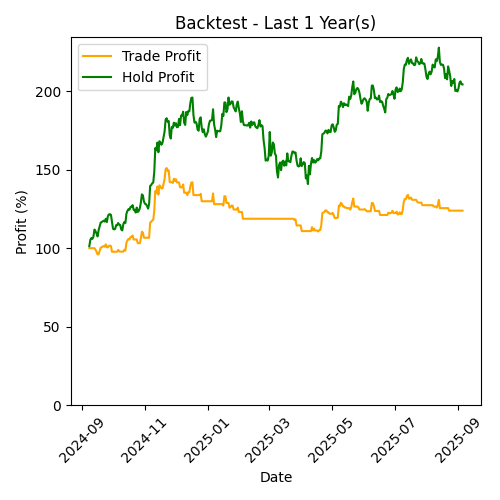 Backtest - Last 1 Year(s)
Trade Profit
Hold Profit
Profit (%)
200
150
100
50
0
2024-09
2024-11
2025-01
2025-03
2025-05
2025-07
2025-09
Date